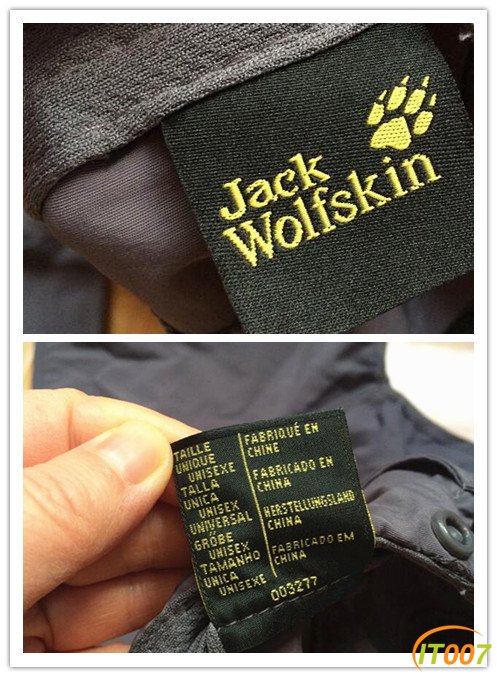 Jack
Wolfskin
TAILLE
UNIQUE
UNISEXE
TALLA
UNICA
UNISEX
UNIVERSAL
GRÖBE
UNISEX
TAMANHO
UNICA
UNISEXE
FABRIQUÉ EN
CHINE
FABRICADO EN
CHINA
HERSTELLUNGSLAND
CHINA
FABRICADO EM
CHINA
003277
IT007